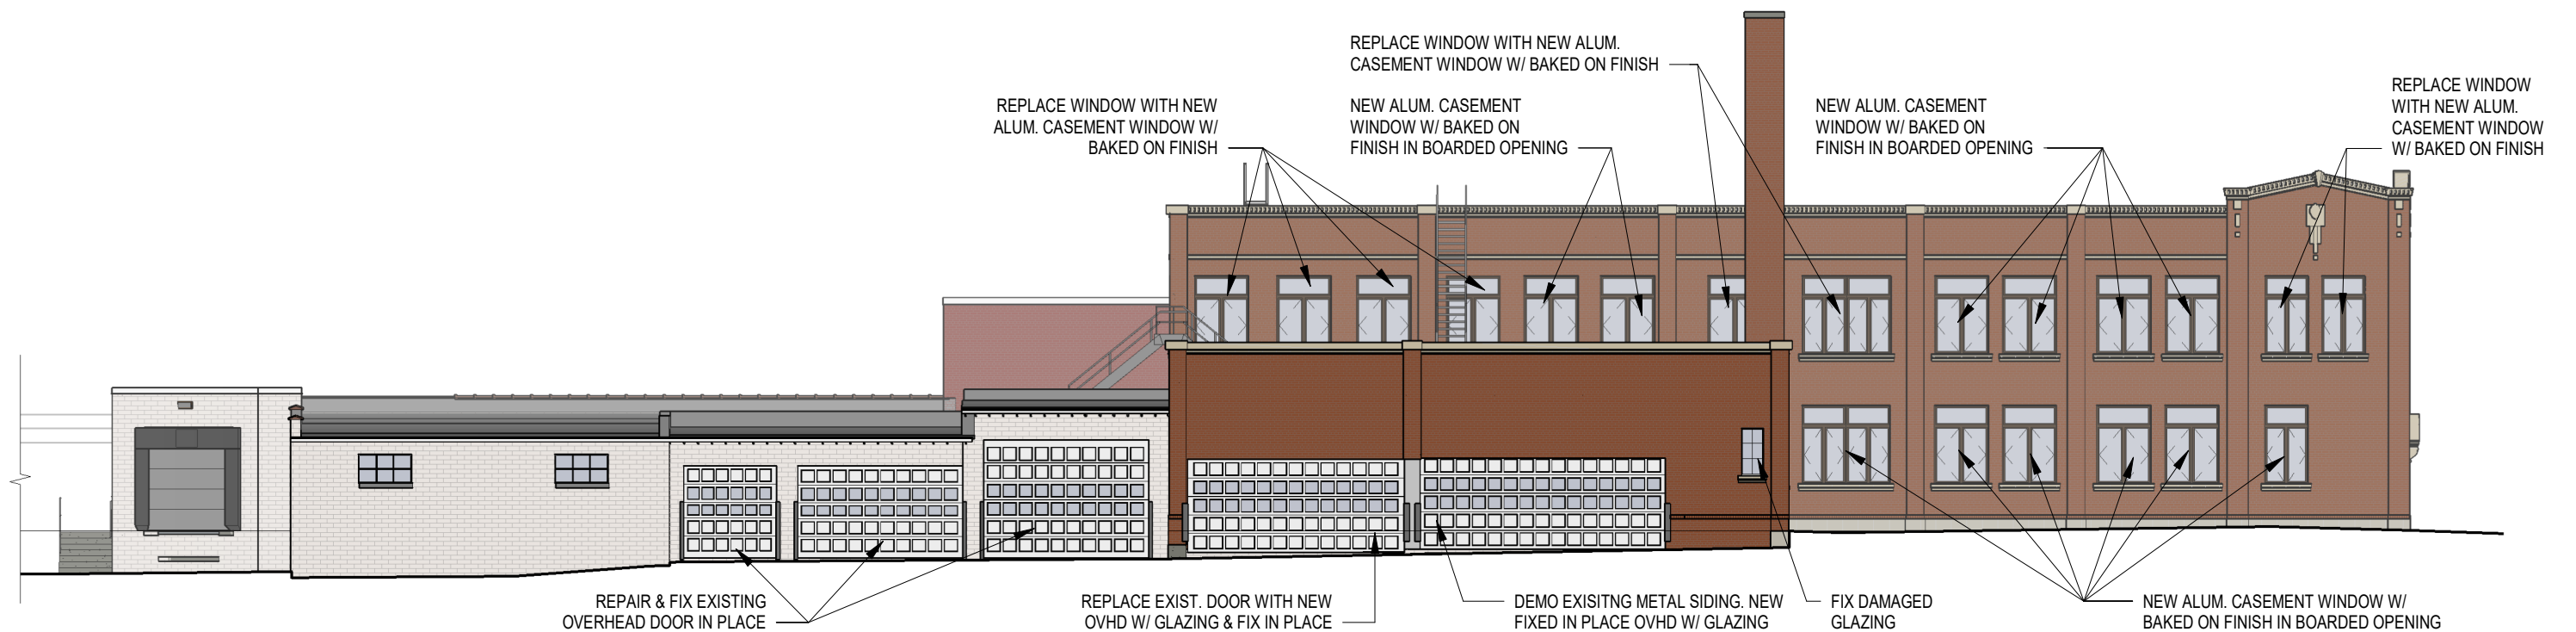 REPLACE WINDOW WITH NEW ALUM.
CASEMENT WINDOW W/ BAKED ON FINISH
REPLACE WINDOW WITH NEW
ALUM. CASEMENT WINDOW W/
BAKED ON FINISH
NEW ALUM. CASEMENT
WINDOW W/ BAKED ON
FINISH IN BOARDED OPENING
NEW ALUM. CASEMENT
WINDOW W/ BAKED ON
FINISH IN BOARDED OPENING
REPLACE WINDOW
WITH NEW ALUM.
CASEMENT WINDOW
W/ BAKED ON FINISH
REPAIR & FIX EXISTING
OVERHEAD DOOR IN PLACE
REPLACE EXIST. DOOR WITH NEW
OVHD W/ GLAZING & FIX IN PLACE
DEMO EXISITNG METAL SIDING. NEW
FIXED IN PLACE OVHD W/ GLAZING
FIX DAMAGED
GLAZING
NEW ALUM. CASEMENT WINDOW W/
BAKED ON FINISH IN BOARDED OPENING